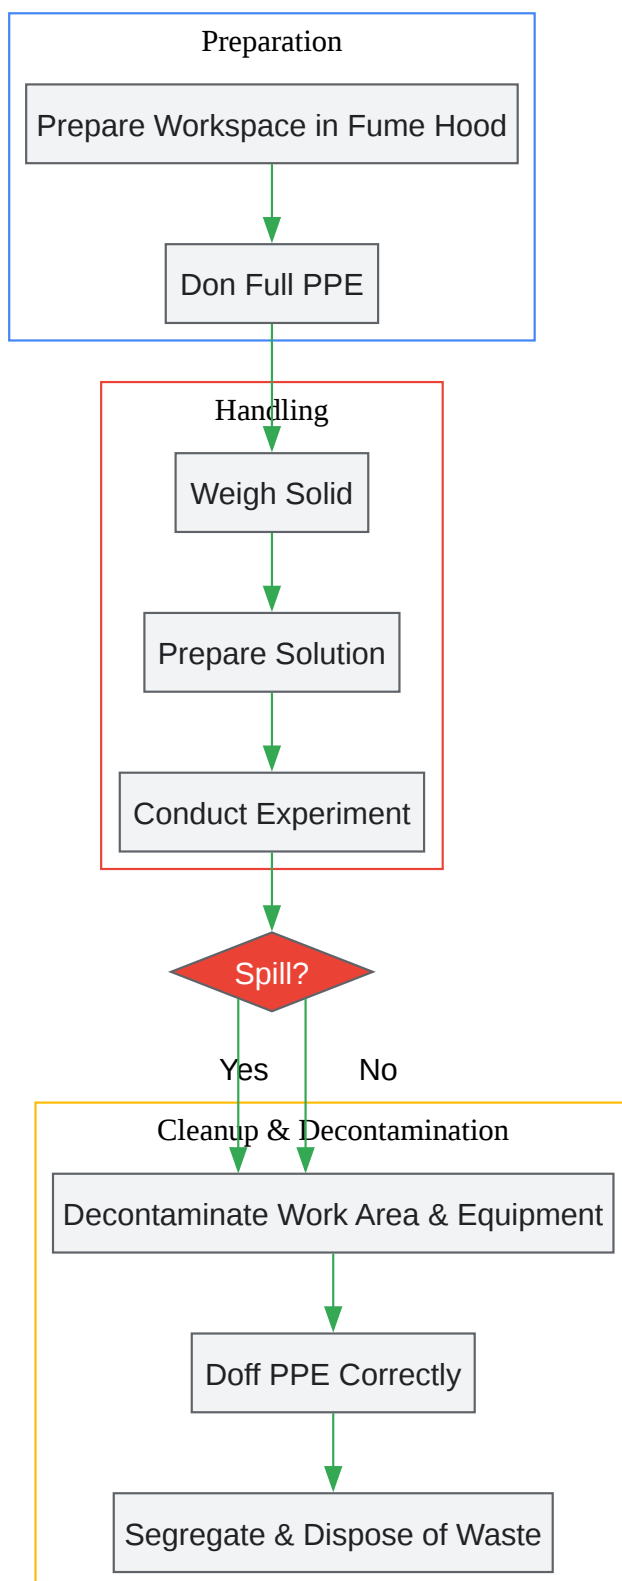 Preparation
Prepare Workspace in Fume Hood
Don Full PPE
Handling
Weigh Solid
Prepare Solution
Conduct Experiment
Spill?
Yes
No
Cleanup & Decontamination
Decontaminate Work Area & Equipment
Doff PPE Correctly
Segregate & Dispose of Waste